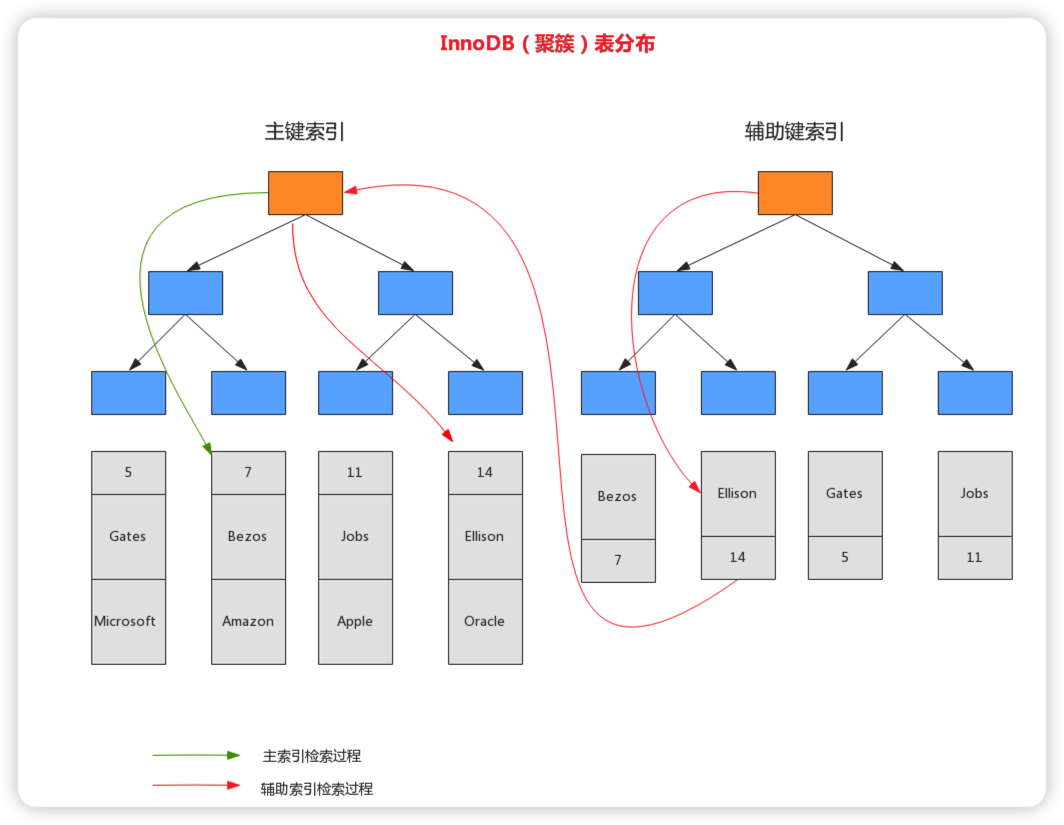 InnoDB（聚簇）表分布
主键索引
辅助键索引
5
Gates
Microsoft
7
Bezos
Amazon
11
Jobs
Apple
14
Ellison
Oracle
Bezos
7
Ellison
14
Gates
5
Jobs
11
主索引检索过程
辅助索引检索过程